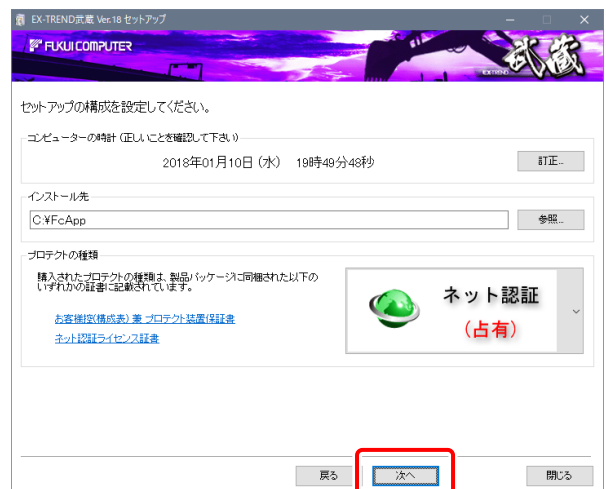 EX-TREND武蔵 Ver.18 セットアップ
FUKUI COMPUTER
EX-TREND 武蔵
セットアップの構成を設定してください。
コンピューターの時計 (正しいことを確認して下さい)
2018年01月10日 (水) 19時49分48秒
訂正...
インストール先
C:¥FcApp
参照...
プロテクトの種類
購入されたプロテクトの種類は、製品パッケージに同梱された以下の
いずれかの証書に記載されています。
お客様控(構成表) 兼 プロテクト装置保証書
ネット認証ライセンス証書
ネット認証
(占有)
戻る
次へ
閉じる